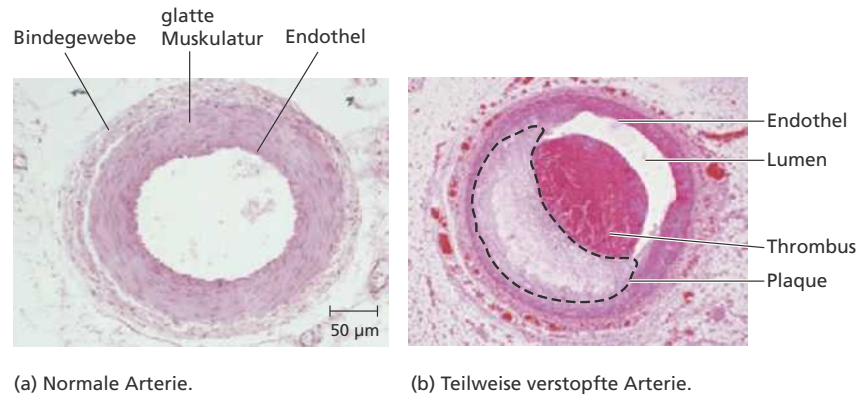 Bindegewebe
glatte
Muskulatur
Endothel
50 µm
(a) Normale Arterie.
Endothel
Lumen
Thrombus
Plaque
(b) Teilweise verstopfte Arterie.